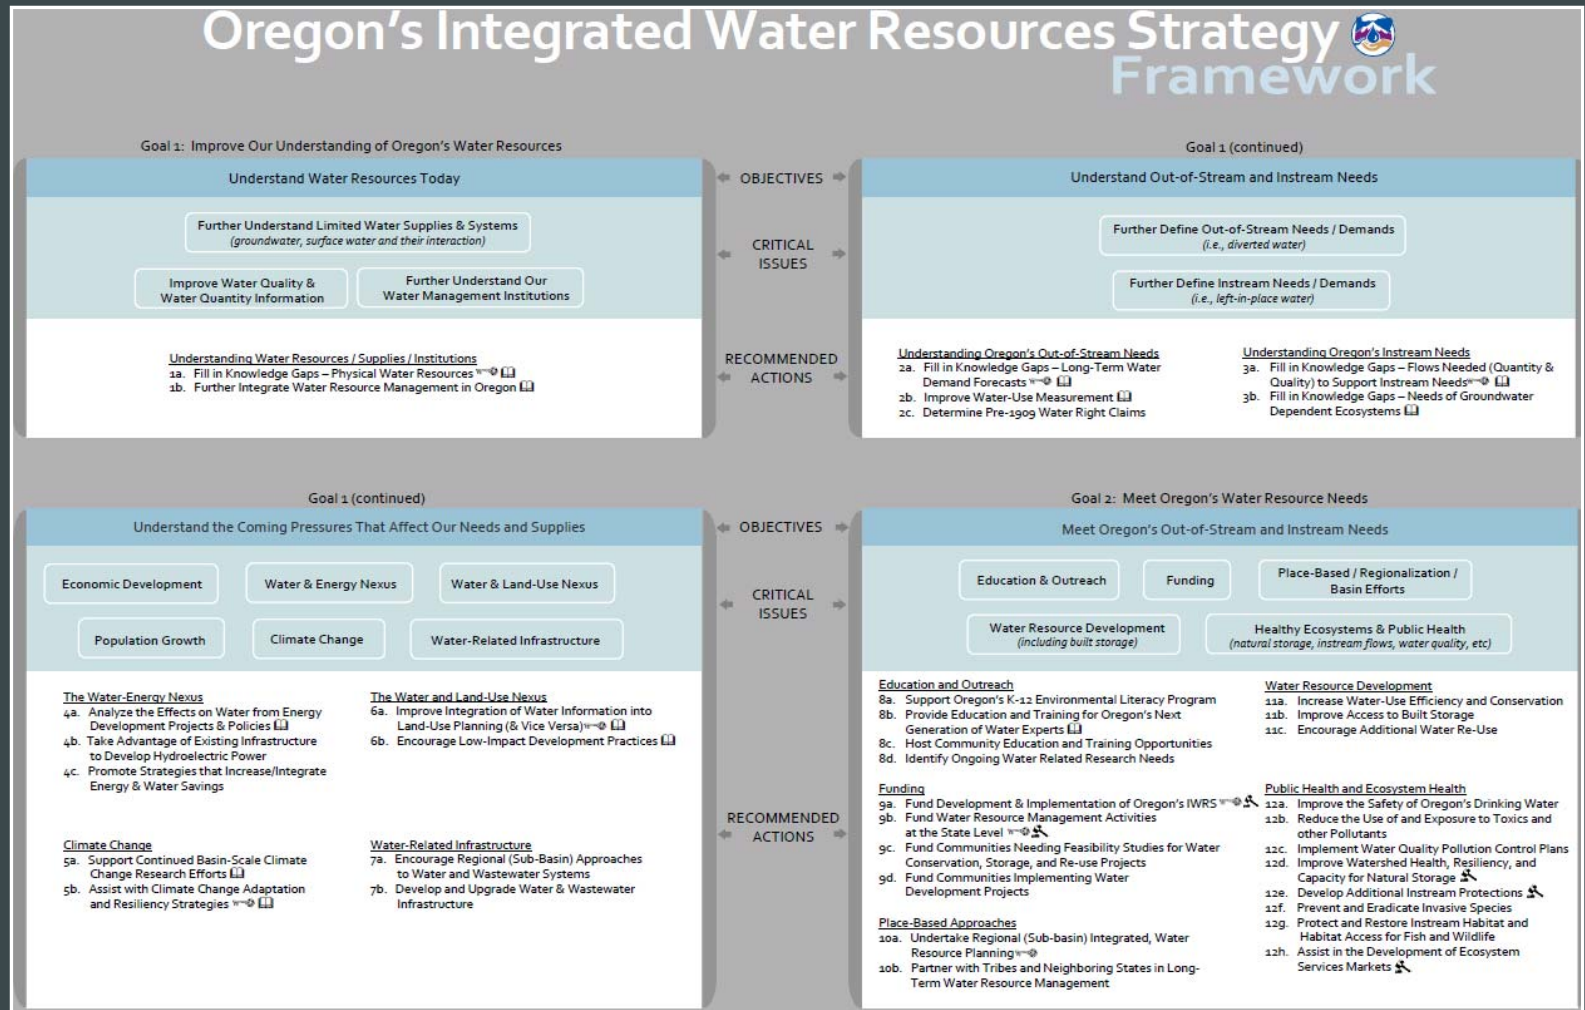 Oregon's Integrated Water Resources Strategy
Framework
Goal 1: Improve Our Understanding of Oregon's Water Resources
Understand Water Resources Today
Further Understand Limited Water Supplies & Systems
(groundwater, surface water and their interaction)
Improve Water Quality &
Water Quantity Information
Further Understand Our
Water Management Institutions
Understanding Water Resources / Supplies / Institutions
1a. Fill in Knowledge Gaps – Physical Water Resources
1b. Further Integrate Water Resource Management in Oregon
OBJECTIVES
CRITICAL
ISSUES
RECOMMENDED
ACTIONS
Goal 1 (continued)
Understand Out-of-Stream and Instream Needs
Further Define Out-of-Stream Needs / Demands
(i.e., diverted water)
Further Define Instream Needs / Demands
(i.e., left-in-place water)
Understanding Oregon's Out-of-Stream Needs
2a. Fill in Knowledge Gaps – Long-Term Water
Demand Forecasts
2b. Improve Water-Use Measurement
2c. Determine Pre-1909 Water Right Claims
Understanding Oregon's Instream Needs
3a. Fill in Knowledge Gaps – Flows Needed (Quantity &
Quality) to Support Instream Needs
3b. Fill in Knowledge Gaps – Needs of Groundwater
Dependent Ecosystems
Goal 1 (continued)
Understand the Coming Pressures That Affect Our Needs and Supplies
Economic Development
Water & Energy Nexus
Water & Land-Use Nexus
Population Growth
Climate Change
Water-Related Infrastructure
The Water-Energy Nexus
4a. Analyze the Effects on Water from Energy
Development Projects & Policies
4b. Take Advantage of Existing Infrastructure
to Develop Hydroelectric Power
4c. Promote Strategies that Increase/Integrate
Energy & Water Savings
The Water and Land-Use Nexus
6a. Improve Integration of Water Information into
Land-Use Planning (& Vice Versa)
6b. Encourage Low-Impact Development Practices
Climate Change
5a. Support Continued Basin-Scale Climate
Change Research Efforts
5b. Assist with Climate Change Adaptation
and Resiliency Strategies
Water-Related Infrastructure
7a. Encourage Regional (Sub-Basin) Approaches
to Water and Wastewater Systems
7b. Develop and Upgrade Water & Wastewater
Infrastructure
OBJECTIVES
CRITICAL
ISSUES
RECOMMENDED
ACTIONS
Goal 2: Meet Oregon's Water Resource Needs
Meet Oregon's Out-of-Stream and Instream Needs
Education & Outreach
Funding
Place-Based / Regionalization /
Basin Efforts
Water Resource Development
(including built storage)
Healthy Ecosystems & Public Health
(natural storage, instream flows, water quality, etc)
Education and Outreach
8a. Support Oregon's K-12 Environmental Literacy Program
8b. Provide Education and Training for Oregon's Next
Generation of Water Experts
8c. Host Community Education and Training Opportunities
8d. Identify Ongoing Water Related Research Needs
Funding
9a. Fund Development & Implementation of Oregon's IWRS
9b. Fund Water Resource Management Activities
at the State Level
9c. Fund Communities Needing Feasibility Studies for Water
Conservation, Storage, and Re-use Projects
9d. Fund Communities Implementing Water
Development Projects
Place-Based Approaches
10a. Undertake Regional (Sub-basin) Integrated, Water
Resource Planning
10b. Partner with Tribes and Neighboring States in Long-
Term Water Resource Management
Water Resource Development
11a. Increase Water-Use Efficiency and Conservation
11b. Improve Access to Built Storage
11c. Encourage Additional Water Re-Use
Public Health and Ecosystem Health
12a. Improve the Safety of Oregon's Drinking Water
12b. Reduce the Use of and Exposure to Toxics and
other Pollutants
12c. Implement Water Quality Pollution Control Plans
12d. Improve Watershed Health, Resiliency, and
Capacity for Natural Storage
12e. Develop Additional Instream Protections
12f. Prevent and Eradicate Invasive Species
12g. Protect and Restore Instream Habitat and
Habitat Access for Fish and Wildlife
12h. Assist in the Development of Ecosystem
Services Markets